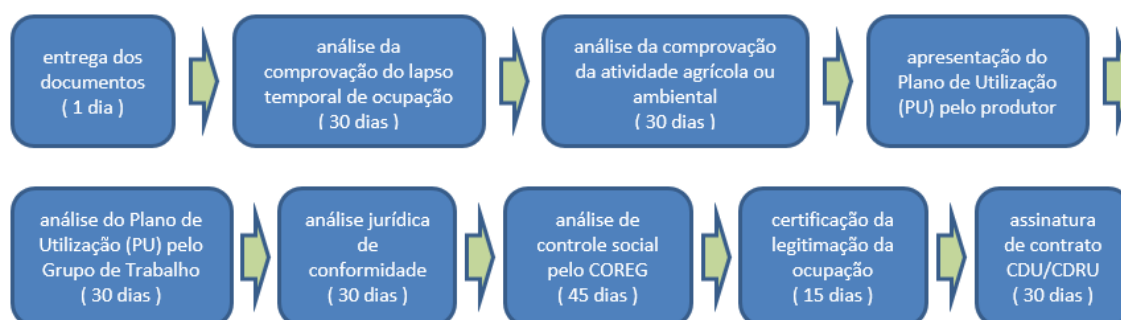 entrega dos
documentos
( 1 dia )
análise da
comprovação do lapso
temporal de ocupação
( 30 dias )
análise da comprovação
da atividade agrícola ou
ambiental
( 30 dias )
apresentação do
Plano de Utilização
(PU) pelo produtor
análise do Plano de
Utilização (PU) pelo
Grupo de Trabalho
( 30 dias )
análise jurídica
de
conformidade
( 30 dias )
análise de
controle social
pelo COREG
( 45 dias )
certificação da
legitimação da
ocupação
( 15 dias )
assinatura
de contrato
CDU/CDRU
( 30 dias )